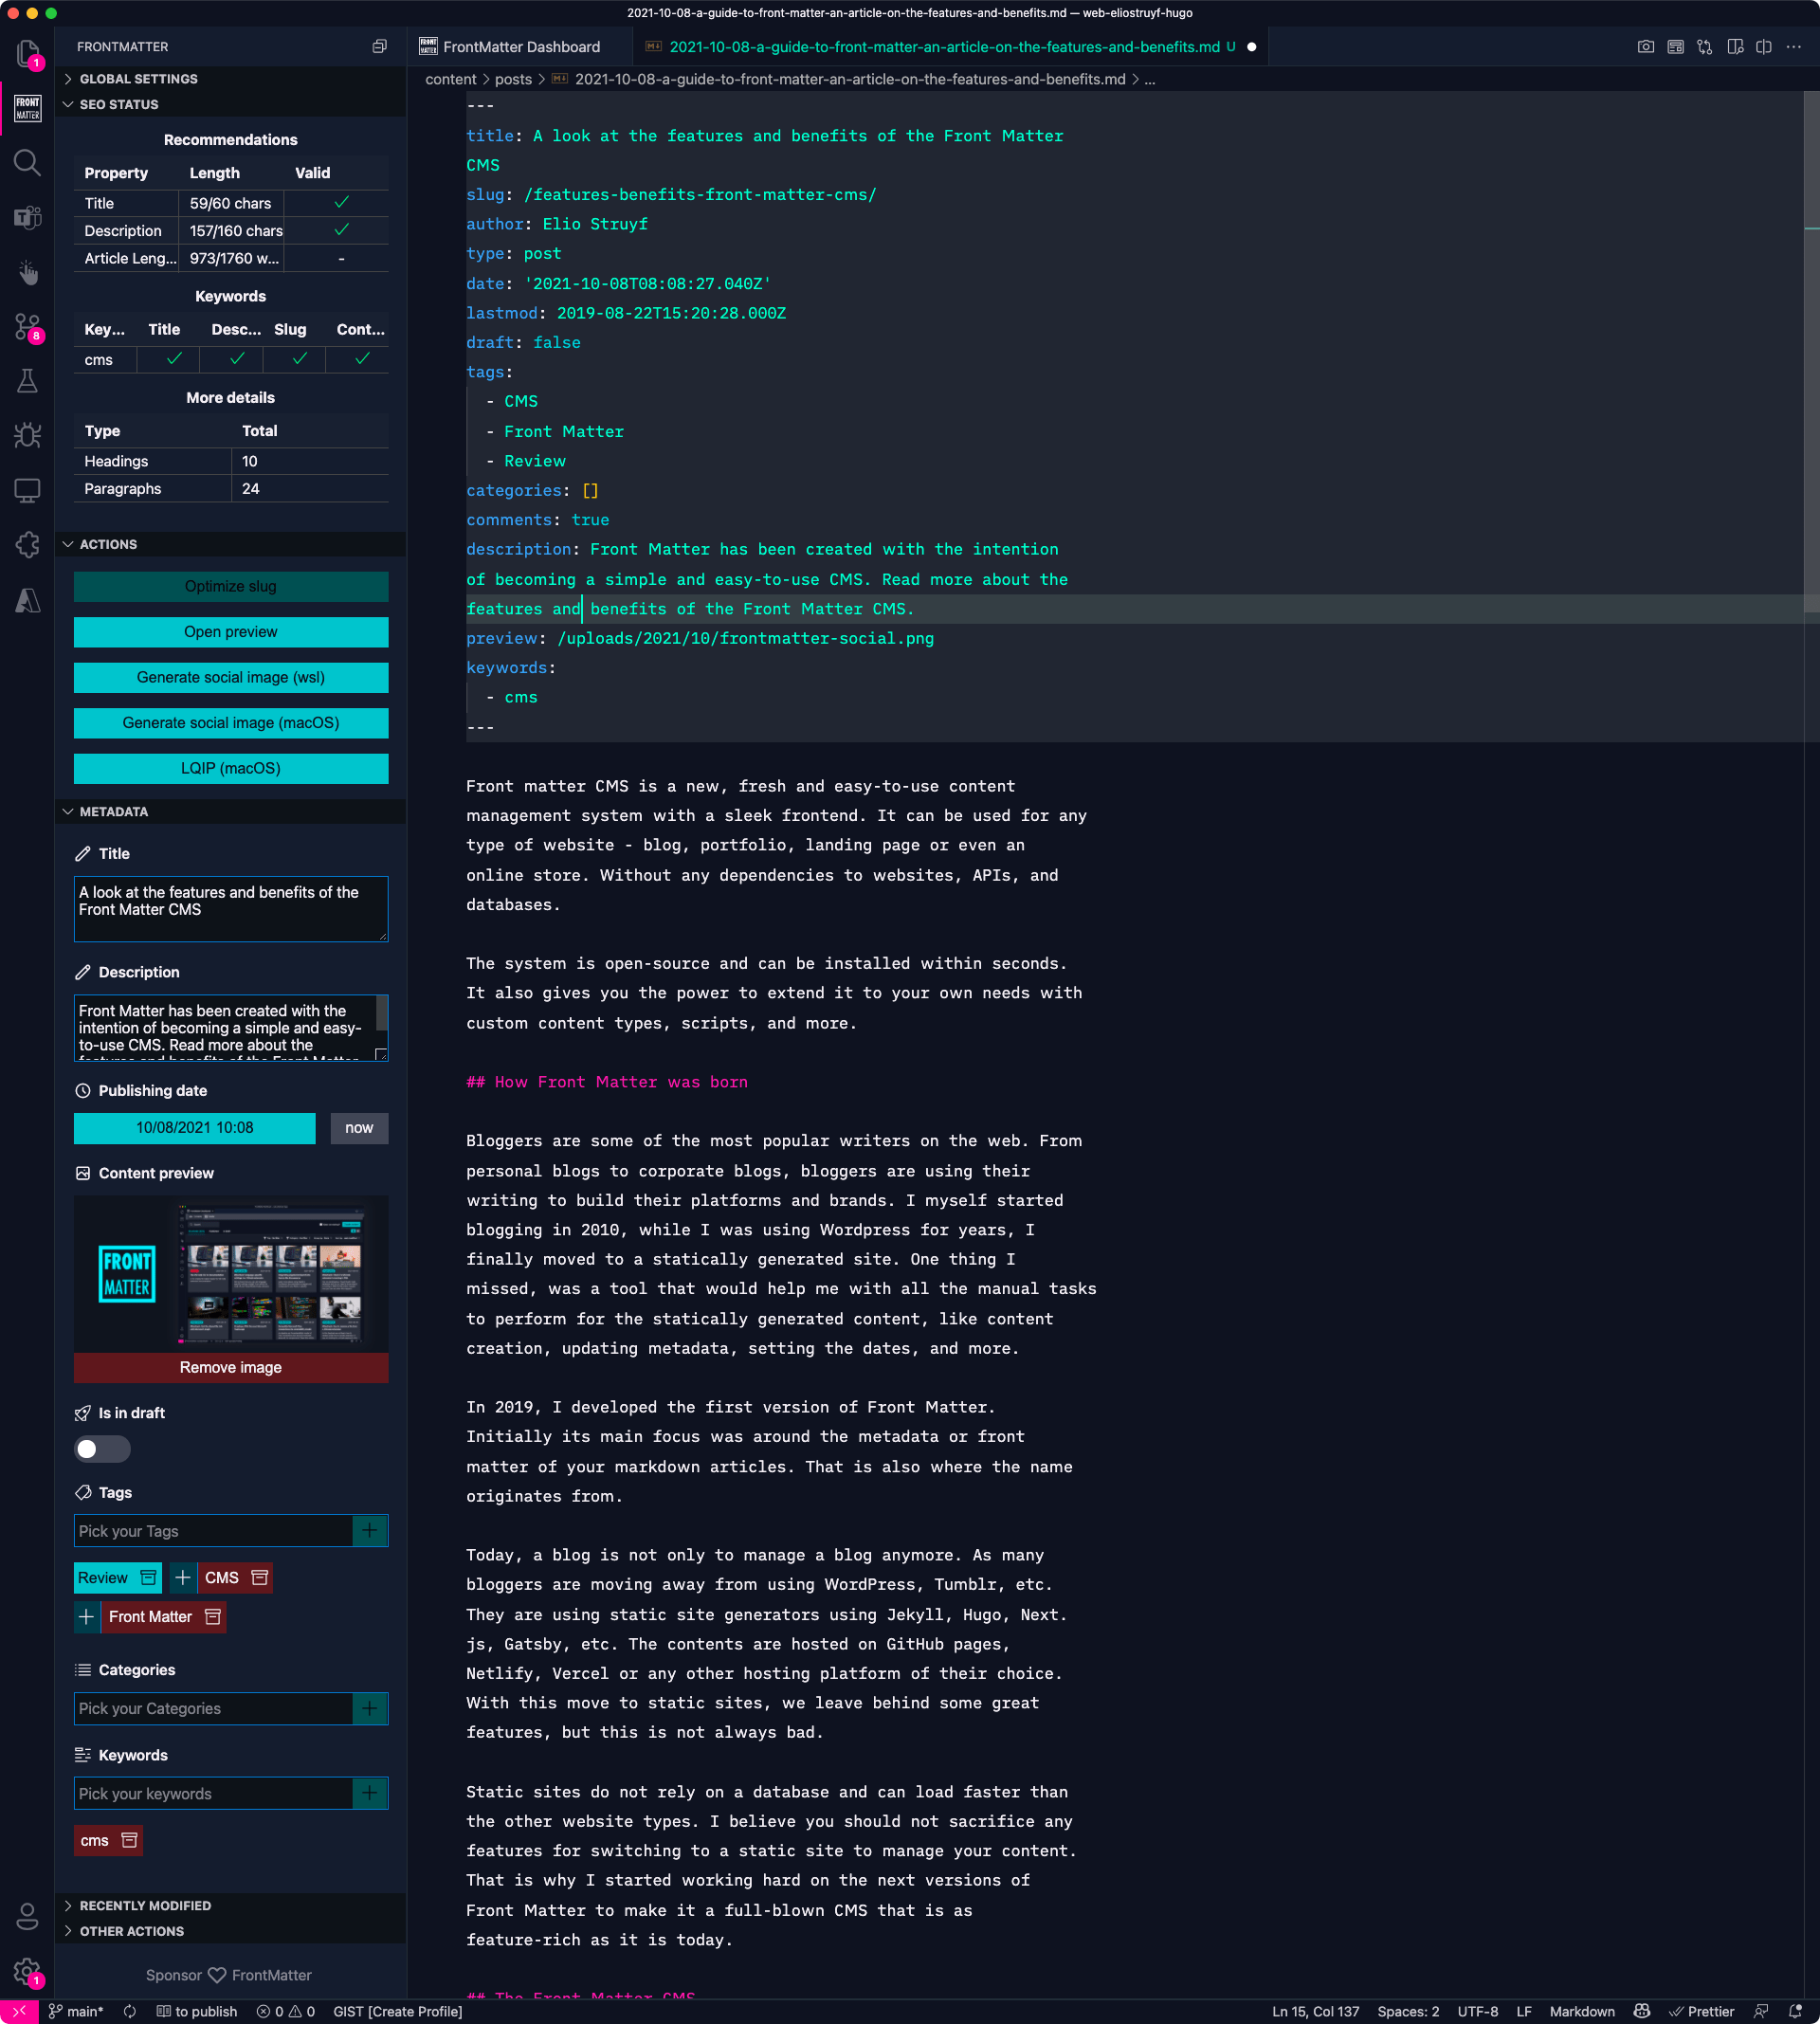 2021-10-08-a-guide-to-front-matter-an-article-on-the-features-and-benefits.md — web-eliostruyf-hugo
FRONTMATTER
FrontMatter Dashboard
2021-10-08-a-guide-to-front-matter-an-article-on-the-features-and-benefits.md U
content > posts > 2021-10-08-a-guide-to-front-matter-an-article-on-the-features-and-benefits.md > ...
1
FRONT MATTER
8
1
GLOBAL SETTINGS
SEO STATUS
Recommendations
Property Length Valid
Title 59/60 chars
Description 157/160 chars
Article Leng... 973/1760 w... -
Keywords
Key... Title Desc... Slug Cont...
cms
More details
Type Total
Headings 10
Paragraphs 24
ACTIONS
Optimize slug
Open preview
Generate social image (wsl)
Generate social image (macOS)
LQIP (macOS)
METADATA
Title
A look at the features and benefits of the
Front Matter CMS
Description
Front Matter has been created with the
intention of becoming a simple and easy-
to-use CMS. Read more about the
features and benefits of the Front Matter
Publishing date
10/08/2021 10:08
now
Content preview
FRONT
MATTER
Remove image
Is in draft
Tags
Pick your Tags
Review CMS
Front Matter
Categories
Pick your Categories
Keywords
Pick your keywords
cms
RECENTLY MODIFIED
OTHER ACTIONS
Sponsor FrontMatter
---
title: A look at the features and benefits of the Front Matter
CMS
slug: /features-benefits-front-matter-cms/
author: Elio Struyf
type: post
date: '2021-10-08T08:08:27.040Z'
lastmod: 2019-08-22T15:20:28.000Z
draft: false
tags:
- CMS
- Front Matter
- Review
categories: []
comments: true
description: Front Matter has been created with the intention
of becoming a simple and easy-to-use CMS. Read more about the
features and benefits of the Front Matter CMS.
preview: /uploads/2021/10/frontmatter-social.png
keywords:
- cms
---
Front matter CMS is a new, fresh and easy-to-use content
management system with a sleek frontend. It can be used for any
type of website - blog, portfolio, landing page or even an
online store. Without any dependencies to websites, APIs, and
databases.
The system is open-source and can be installed within seconds.
It also gives you the power to extend it to your own needs with
custom content types, scripts, and more.
## How Front Matter was born
Bloggers are some of the most popular writers on the web. From
personal blogs to corporate blogs, bloggers are using their
writing to build their platforms and brands. I myself started
blogging in 2010, while I was using Wordpress for years, I
finally moved to a statically generated site. One thing I
missed, was a tool that would help me with all the manual tasks
to perform for the statically generated content, like content
creation, updating metadata, setting the dates, and more.
In 2019, I developed the first version of Front Matter.
Initially its main focus was around the metadata or front
matter of your markdown articles. That is also where the name
originates from.
Today, a blog is not only to manage a blog anymore. As many
bloggers are moving away from using WordPress, Tumblr, etc.
They are using static site generators using Jekyll, Hugo, Next.
js, Gatsby, etc. The contents are hosted on GitHub pages,
Netlify, Vercel or any other hosting platform of their choice.
With this move to static sites, we leave behind some great
features, but this is not always bad.
Static sites do not rely on a database and can load faster than
the other website types. I believe you should not sacrifice any
features for switching to a static site to manage your content.
That is why I started working hard on the next versions of
Front Matter to make it a full-blown CMS that is as
feature-rich as it is today.
## The Front Matter CMS
main* to publish 0 0 GIST [Create Profile] Ln 15, Col 137 Spaces: 2 UTF-8 LF Markdown Prettier